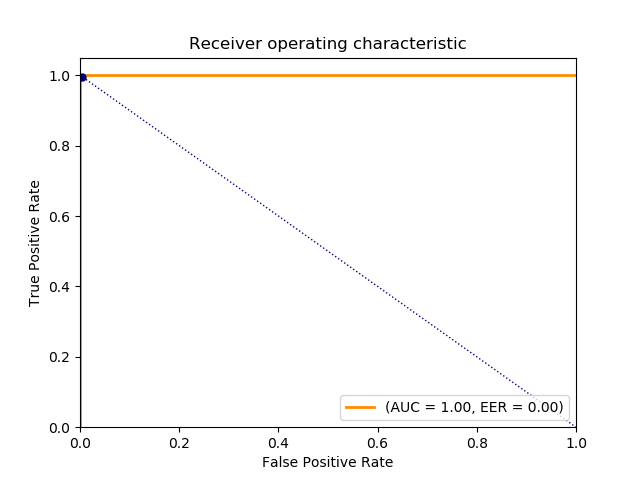 Receiver operating characteristic
True Positive Rate
1.0
0.8
0.6
0.4
0.2
0.0
(AUC = 1.00, EER = 0.00)
0.0 0.2 0.4 0.6 0.8 1.0
False Positive Rate